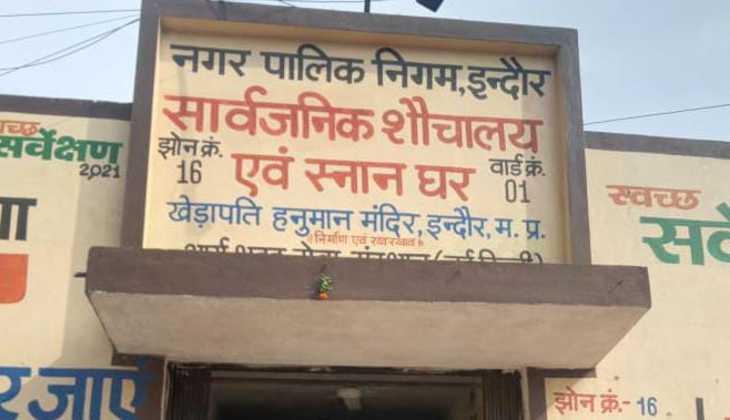 नगर पालिक निगम, इन्दौर
सार्वजनिक शौचालय
झोन क्रं. 16
एवं स्नान घर
वार्ड क्रं. 01
खेड़ापति हनुमान मंदिर, इन्दौर, म. प्र.
॥निर्माण एवं रखरखाव॥
सर्वेक्षण
2021
स्वच्छ
झोन क्रं:- 16